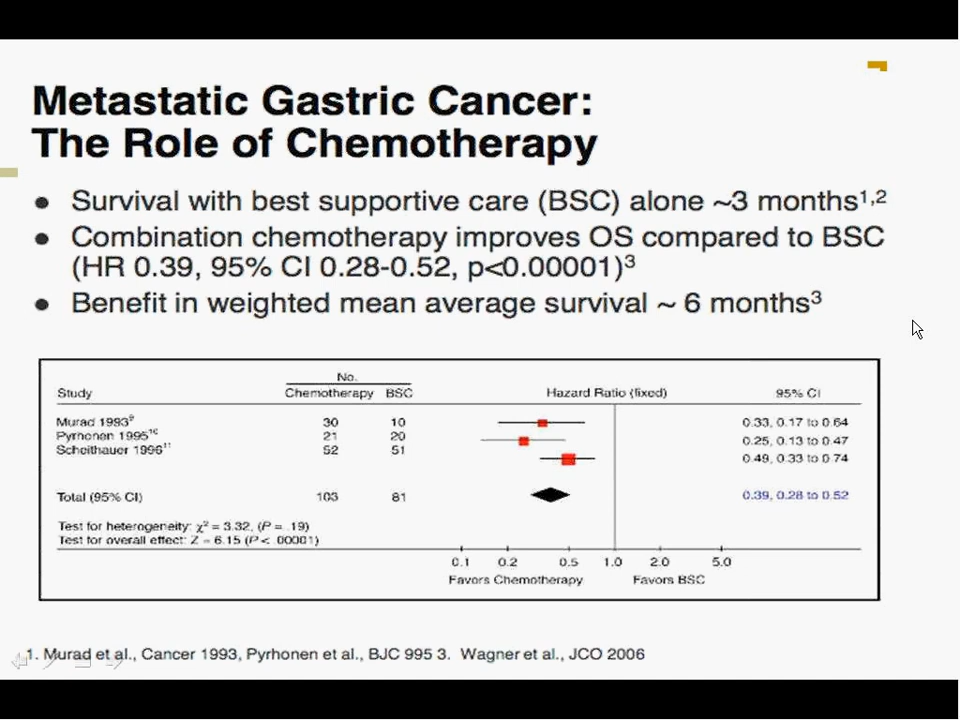 Metastatic Gastric Cancer:
The Role of Chemotherapy
● Survival with best supportive care (BSC) alone ~3 months1,2
● Combination chemotherapy improves OS compared to BSC
(HR 0.39, 95% CI 0.28-0.52, p<0.00001)3
● Benefit in weighted mean average survival ~ 6 months3
No.
Study Chemotherapy BSC Hazard Ratio (fixed) 95% CI
Murad 19939 30 10 0.33, 0.17 to 0.64
Pyrhonen 199510 21 20 0.25, 0.13 to 0.47
Scheithauer 199611 52 51 0.49, 0.33 to 0.74
Total (95% CI) 103 81 0.39, 0.28 to 0.52
Test for heterogeneity: χ2 = 3.32, (P = .19)
Test for overall effect: Z = 6.15 (P < .00001)
0.1 0.2 0.5 1.0 2.0 5.0
Favors Chemotherapy Favors BSC
1. Murad et al., Cancer 1993, Pyrhonen et al., BJC 995 3. Wagner et al., JCO 2006